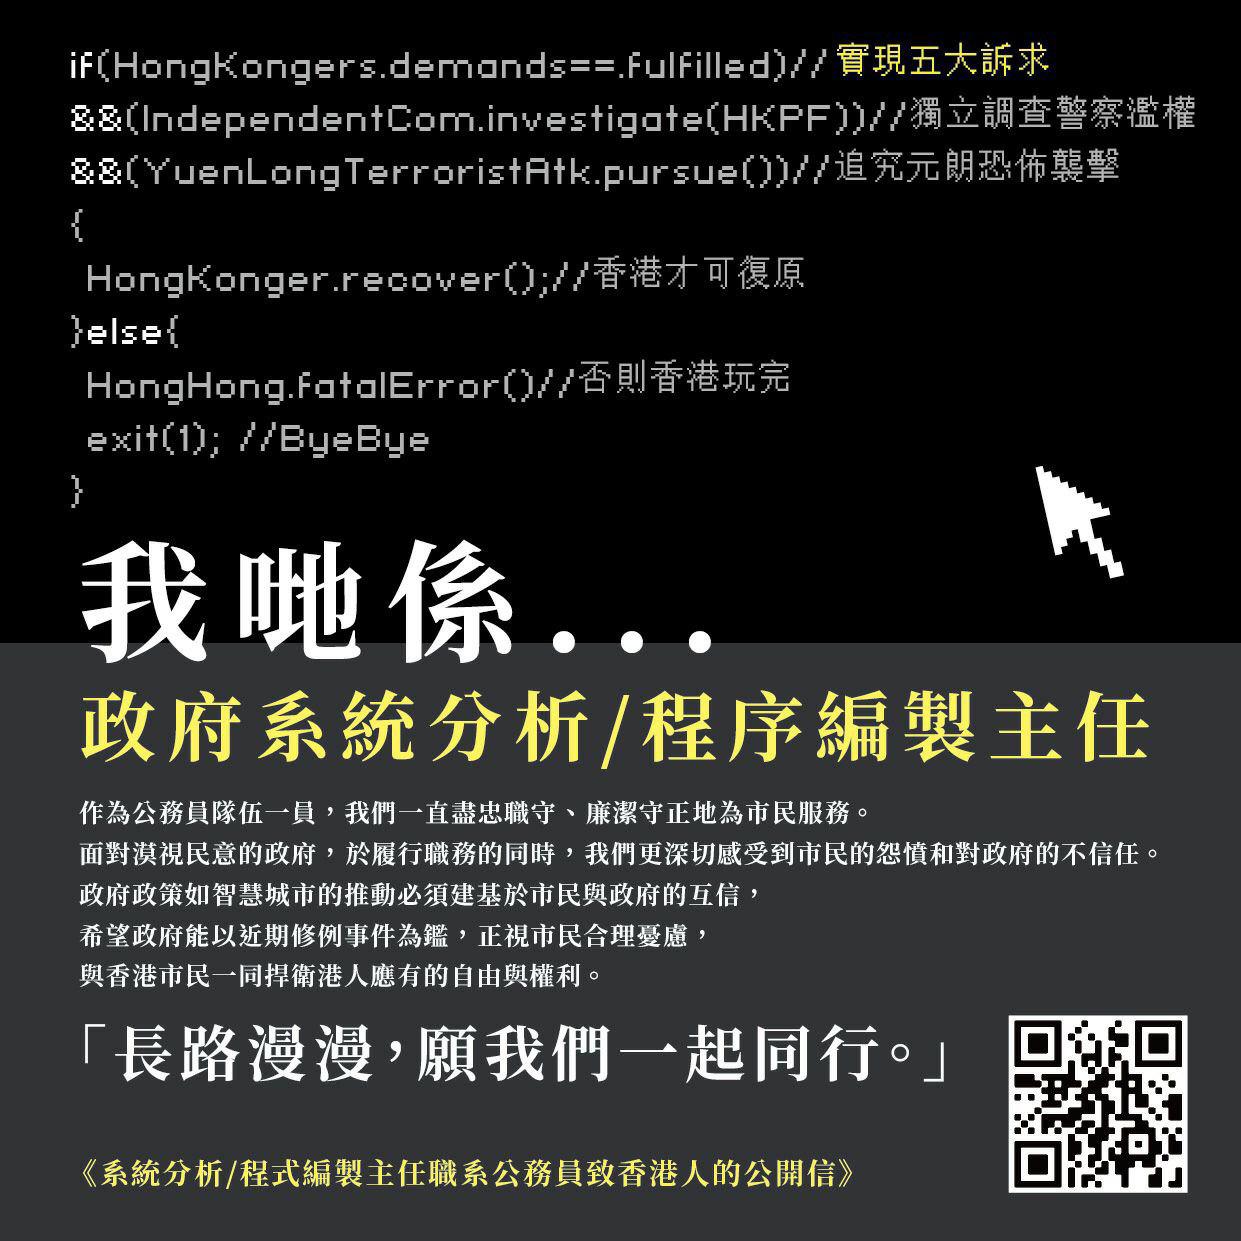 if(HongKongers.demands==.fulfilled)//實現五大訴求
&&(IndependentCom.investigate(HKPF))//獨立調查警察濫權
&&(YuenLongTerroristAtk.pursue())//追究元朗恐怖襲擊
{
HongKonger.recover();//香港才可復原
}else{
HongHong.fatalError()//否則香港玩完
exit(1); //ByeBye
}
我哋係...
政府系統分析/程序編製主任
作為公務員隊伍一員，我們一直盡忠職守、廉潔守正地為市民服務。
面對漠視民意的政府，於履行職務的同時，我們更深切感受到市民的怨憤和對政府的不信任。
政府政策如智慧城市的推動必須建基於市民與政府的互信，
希望政府能以近期修例事件為鑑，正視市民合理憂慮，
與香港市民一同捍衛港人應有的自由與權利。
「長路漫漫，願我們一起同行。」
《系統分析/程式編製主任職系公務員致香港人的公開信》